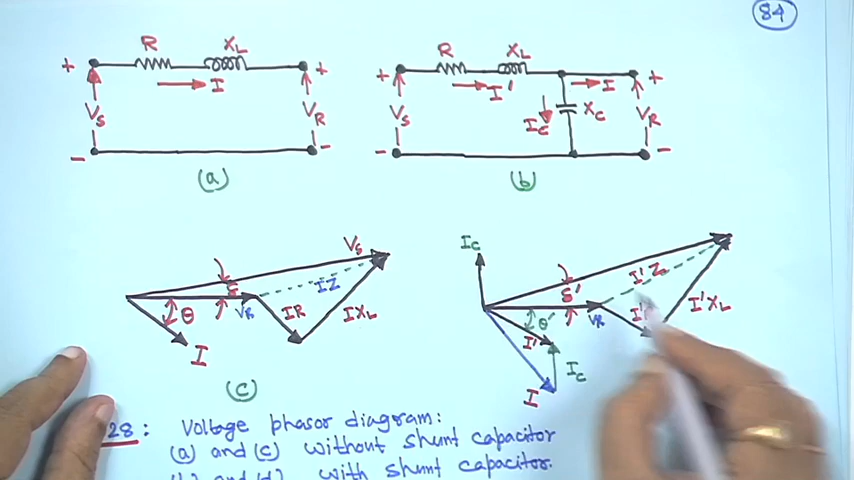 84
R XL
+ I +
VS VR
- -
(a)
R XL
+ I' I +
VS IC XC VR
- -
(b)
VS
δ
VR IZ
θ IR IXL
I
(c)
IC
δ' I'Z
θ' VR I' I'XL
I' IC
I
28: Voltage phasor diagram:
(a) and (c) without shunt capacitor
(b) and (d) with shunt capacitor.